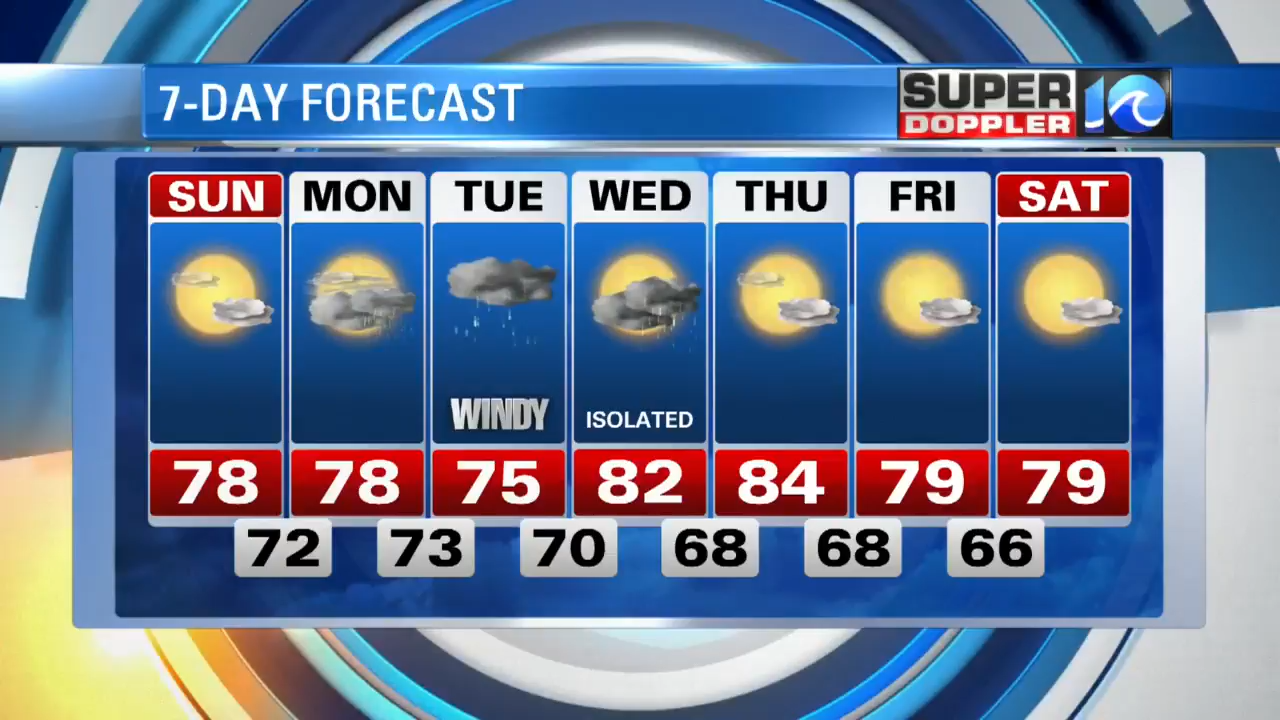 7-DAY FORECAST
SUPER
DOPPLER
10
SUN MON TUE WED THU FRI SAT
WINDY ISOLATED
78 78 75 82 84 79 79
72 73 70 68 68 66